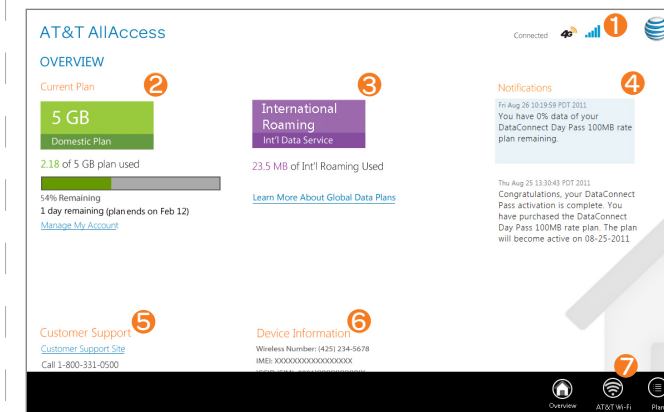 AT&T AllAccess
Connected 4G 1
OVERVIEW
Current Plan 2
5 GB
Domestic Plan
2.18 of 5 GB plan used
54% Remaining
1 day remaining (plan ends on Feb 12)
Manage My Account
3
International
Roaming
Int'l Data Service
23.5 MB of Int'l Roaming Used
Learn More About Global Data Plans
4
Notifications
Fri Aug 26 10:19:59 PDT 2011
You have 0% data of your
DataConnect Day Pass 100MB rate
plan remaining.
Thu Aug 25 13:30:43 PDT 2011
Congratulations, your DataConnect
Pass activation is complete. You
have purchased the DataConnect
Day Pass 100MB rate plan. The plan
will become active on 08-25-2011
Customer Support 5
Customer Support Site
Call 1-800-331-0500
Device Information 6
Wireless Number: (425) 234-5678
IMEI: XXXXXXXXXXXXXXXXX
7
Overview AT&T Wi-Fi Plan